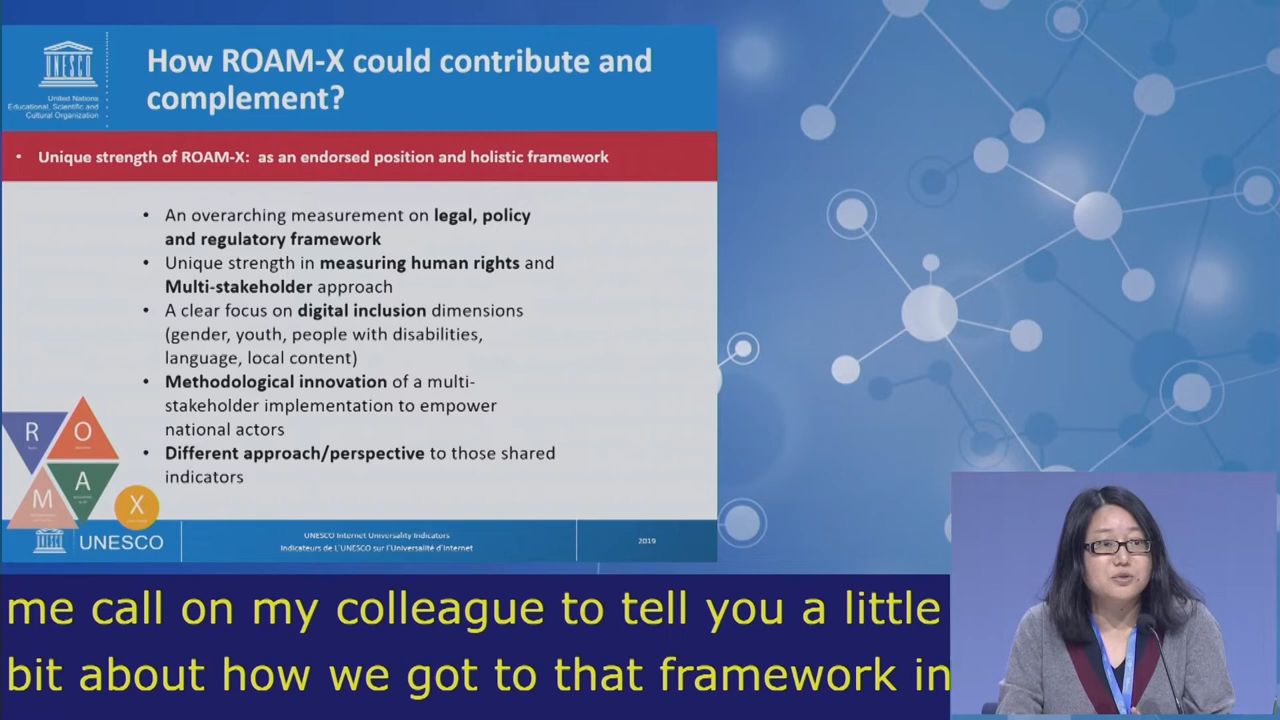 UNESCO
United Nations
Educational, Scientific and
Cultural Organization
How ROAM-X could contribute and
complement?
• Unique strength of ROAM-X: as an endorsed position and holistic framework
• An overarching measurement on legal, policy
and regulatory framework
• Unique strength in measuring human rights and
Multi-stakeholder approach
• A clear focus on digital inclusion dimensions
(gender, youth, people with disabilities,
language, local content)
• Methodological innovation of a multi-
stakeholder implementation to empower
national actors
• Different approach/perspective to those shared
indicators
R
O
A
M
X
UNESCO
UNESCO Internet Universality Indicators
Indicateurs de L'UNESCO sur l'Universalité d'Internet
2019
me call on my colleague to tell you a little
bit about how we got to that framework in